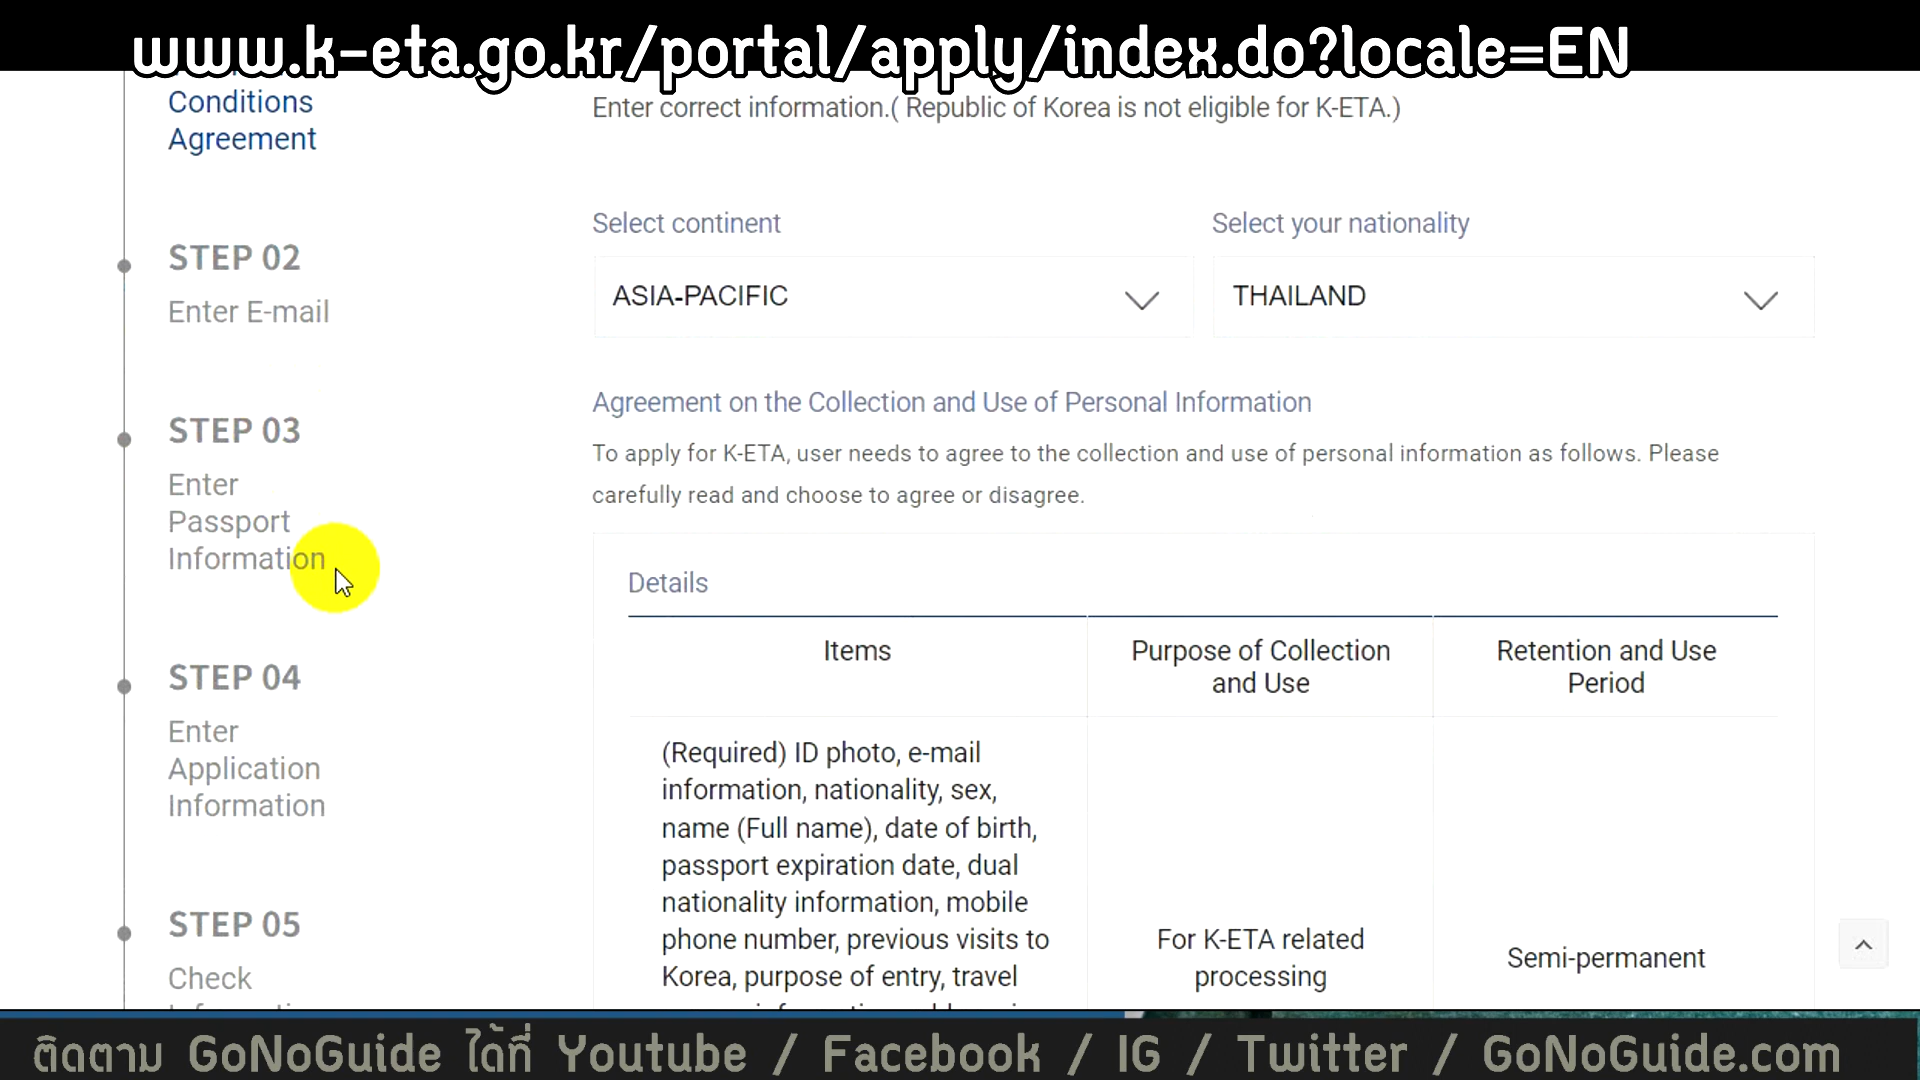 www.k-eta.go.kr/portal/apply/index.do?locale=EN
Conditions
Agreement
STEP 02
Enter E-mail
STEP 03
Enter
Passport
Information
STEP 04
Enter
Application
Information
STEP 05
Check
Enter correct information.( Republic of Korea is not eligible for K-ETA.)
Select continent
ASIA-PACIFIC
Select your nationality
THAILAND
Agreement on the Collection and Use of Personal Information
To apply for K-ETA, user needs to agree to the collection and use of personal information as follows. Please
carefully read and choose to agree or disagree.
Details
Items
Purpose of Collection
and Use
Retention and Use
Period
(Required) ID photo, e-mail
information, nationality, sex,
name (Full name), date of birth,
passport expiration date, dual
nationality information, mobile
phone number, previous visits to
Korea, purpose of entry, travel
For K-ETA related
processing
Semi-permanent
ติดตาม GoNoGuide ได้ที่ Youtube / Facebook / IG / Twitter / GoNoGuide.com